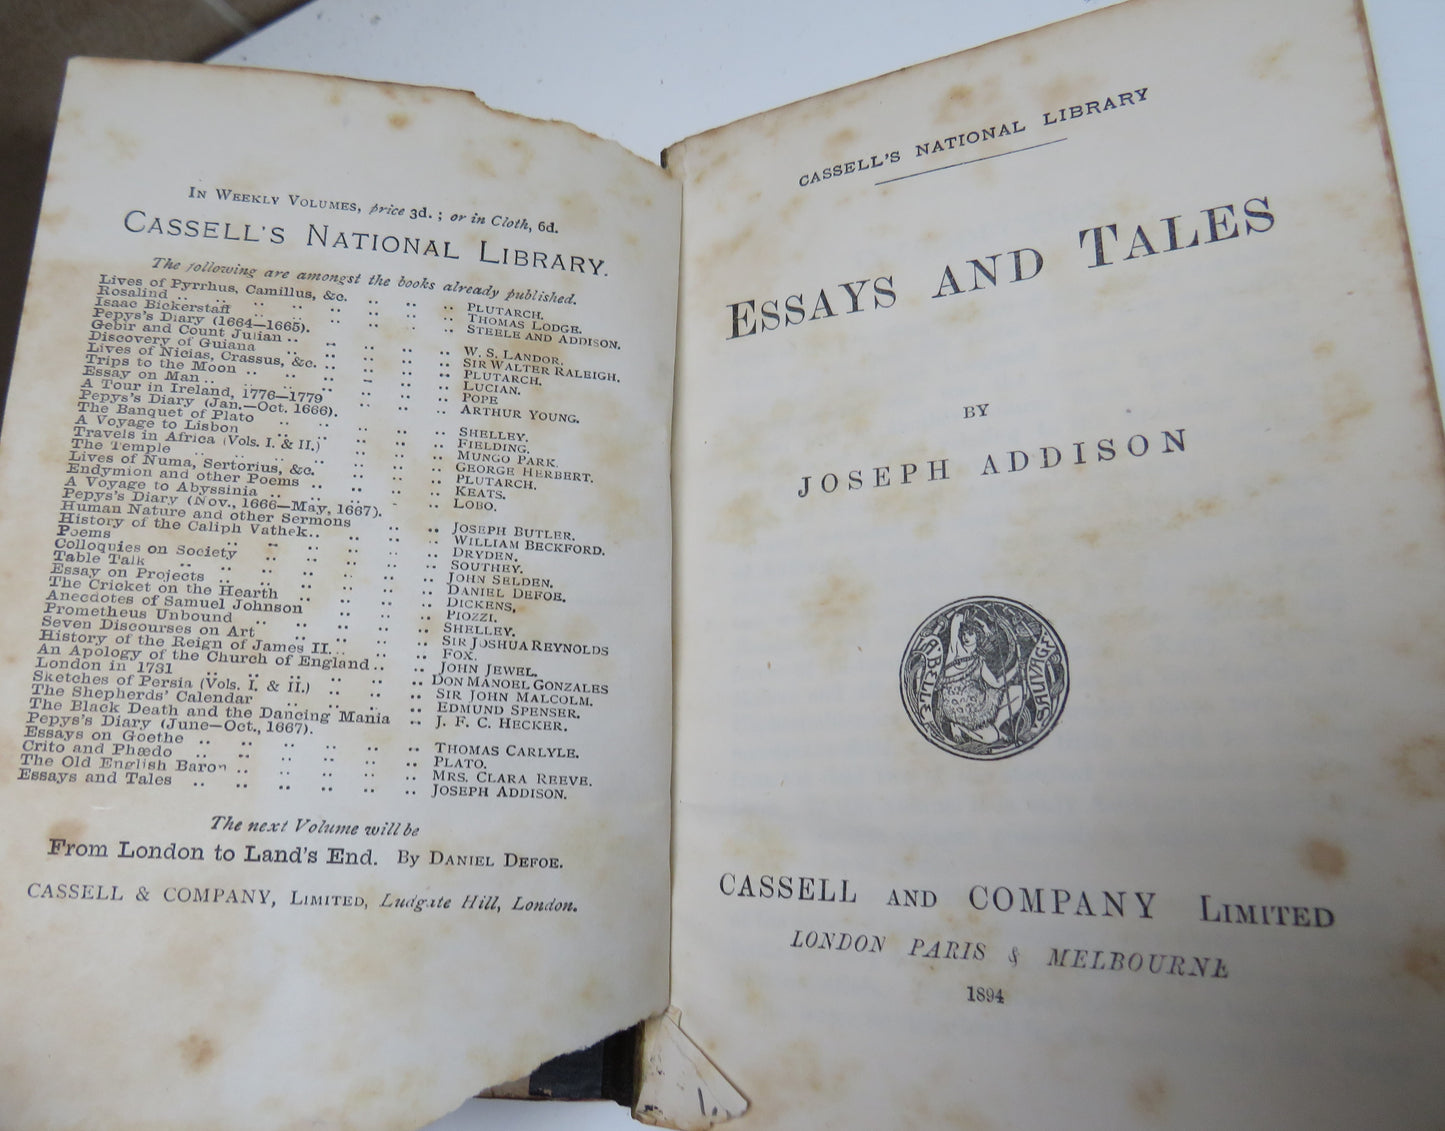 IN WEEKLY VOLUMES, price 3d.; or in Cloth, 6d.
CASSELL'S NATIONAL LIBRARY.
The following are amongst the books already published.
Lives of Pyrrhus, Camillus, &c. .. .. .. PLUTARCH.
Rosalind .. .. .. .. .. .. THOMAS LODGE.
Isaac Bickerstaff .. .. .. .. .. STEELE AND ADDISON.
Pepys's Diary (1664—1665).
Gebir and Count Julian .. .. .. .. .. W. S. LANDOR.
Discovery of Guiana .. .. .. .. .. SIR WALTER RALEIGH.
Lives of Nicias, Crassus, &c. .. .. .. .. PLUTARCH.
Trips to the Moon .. .. .. .. .. LUCIAN.
Essay on Man .. .. .. .. .. .. POPE
A Tour in Ireland, 1776—1779 .. .. .. ARTHUR YOUNG.
Pepys's Diary (Jan.—Oct. 1666).
The Banquet of Plato .. .. .. .. .. SHELLEY.
A Voyage to Lisbon .. .. .. .. .. FIELDING.
Travels in Africa (Vols. I. & II.) .. .. .. MUNGO PARK.
The Temple .. .. .. .. .. .. GEORGE HERBERT.
Lives of Numa, Sertorius, &c. .. .. .. PLUTARCH.
Endymion and other Poems .. .. .. .. KEATS.
A Voyage to Abyssinia .. .. .. .. .. LOBO.
Pepys's Diary (Nov., 1666—May, 1667).
Human Nature and other Sermons .. .. JOSEPH BUTLER.
History of the Caliph Vathek .. .. .. .. WILLIAM BECKFORD.
Poems .. .. .. .. .. .. DRYDEN.
Colloquies on Society .. .. .. .. .. SOUTHEY.
Table Talk .. .. .. .. .. .. JOHN SELDEN.
Essay on Projects .. .. .. .. .. DANIEL DEFOE.
The Cricket on the Hearth .. .. .. .. DICKENS,
Anecdotes of Samuel Johnson .. .. .. PIOZZI.
Prometheus Unbound .. .. .. .. .. SHELLEY.
Seven Discourses on Art .. .. .. .. SIR JOSHUA REYNOLDS
History of the Reign of James II. .. .. .. FOX.
An Apology of the Church of England .. .. JOHN JEWEL.
London in 1731 .. .. .. .. .. DON MANOEL GONZALES
Sketches of Persia (Vols. I. & II.) .. .. .. SIR JOHN MALCOLM.
The Shepherds' Calendar .. .. .. .. EDMUND SPENSER.
The Black Death and the Dancing Mania .. J. F. C. HECKER.
Pepys's Diary (June—Oct., 1667).
Essays on Goethe .. .. .. .. .. .. THOMAS CARLYLE.
Crito and Phædo .. .. .. .. .. .. PLATO.
The Old English Baron .. .. .. .. .. MRS. CLARA REEVE.
Essays and Tales .. .. .. .. .. .. JOSEPH ADDISON.
The next Volume will be
From London to Land's End. By DANIEL DEFOE.
CASSELL & COMPANY, LIMITED, Ludgate Hill, London.
CASSELL'S NATIONAL LIBRARY
ESSAYS AND TALES
BY
JOSEPH ADDISON
LA BELLE SAUVAGE
CASSELL AND COMPANY LIMITED
LONDON PARIS & MELBOURNE
1894